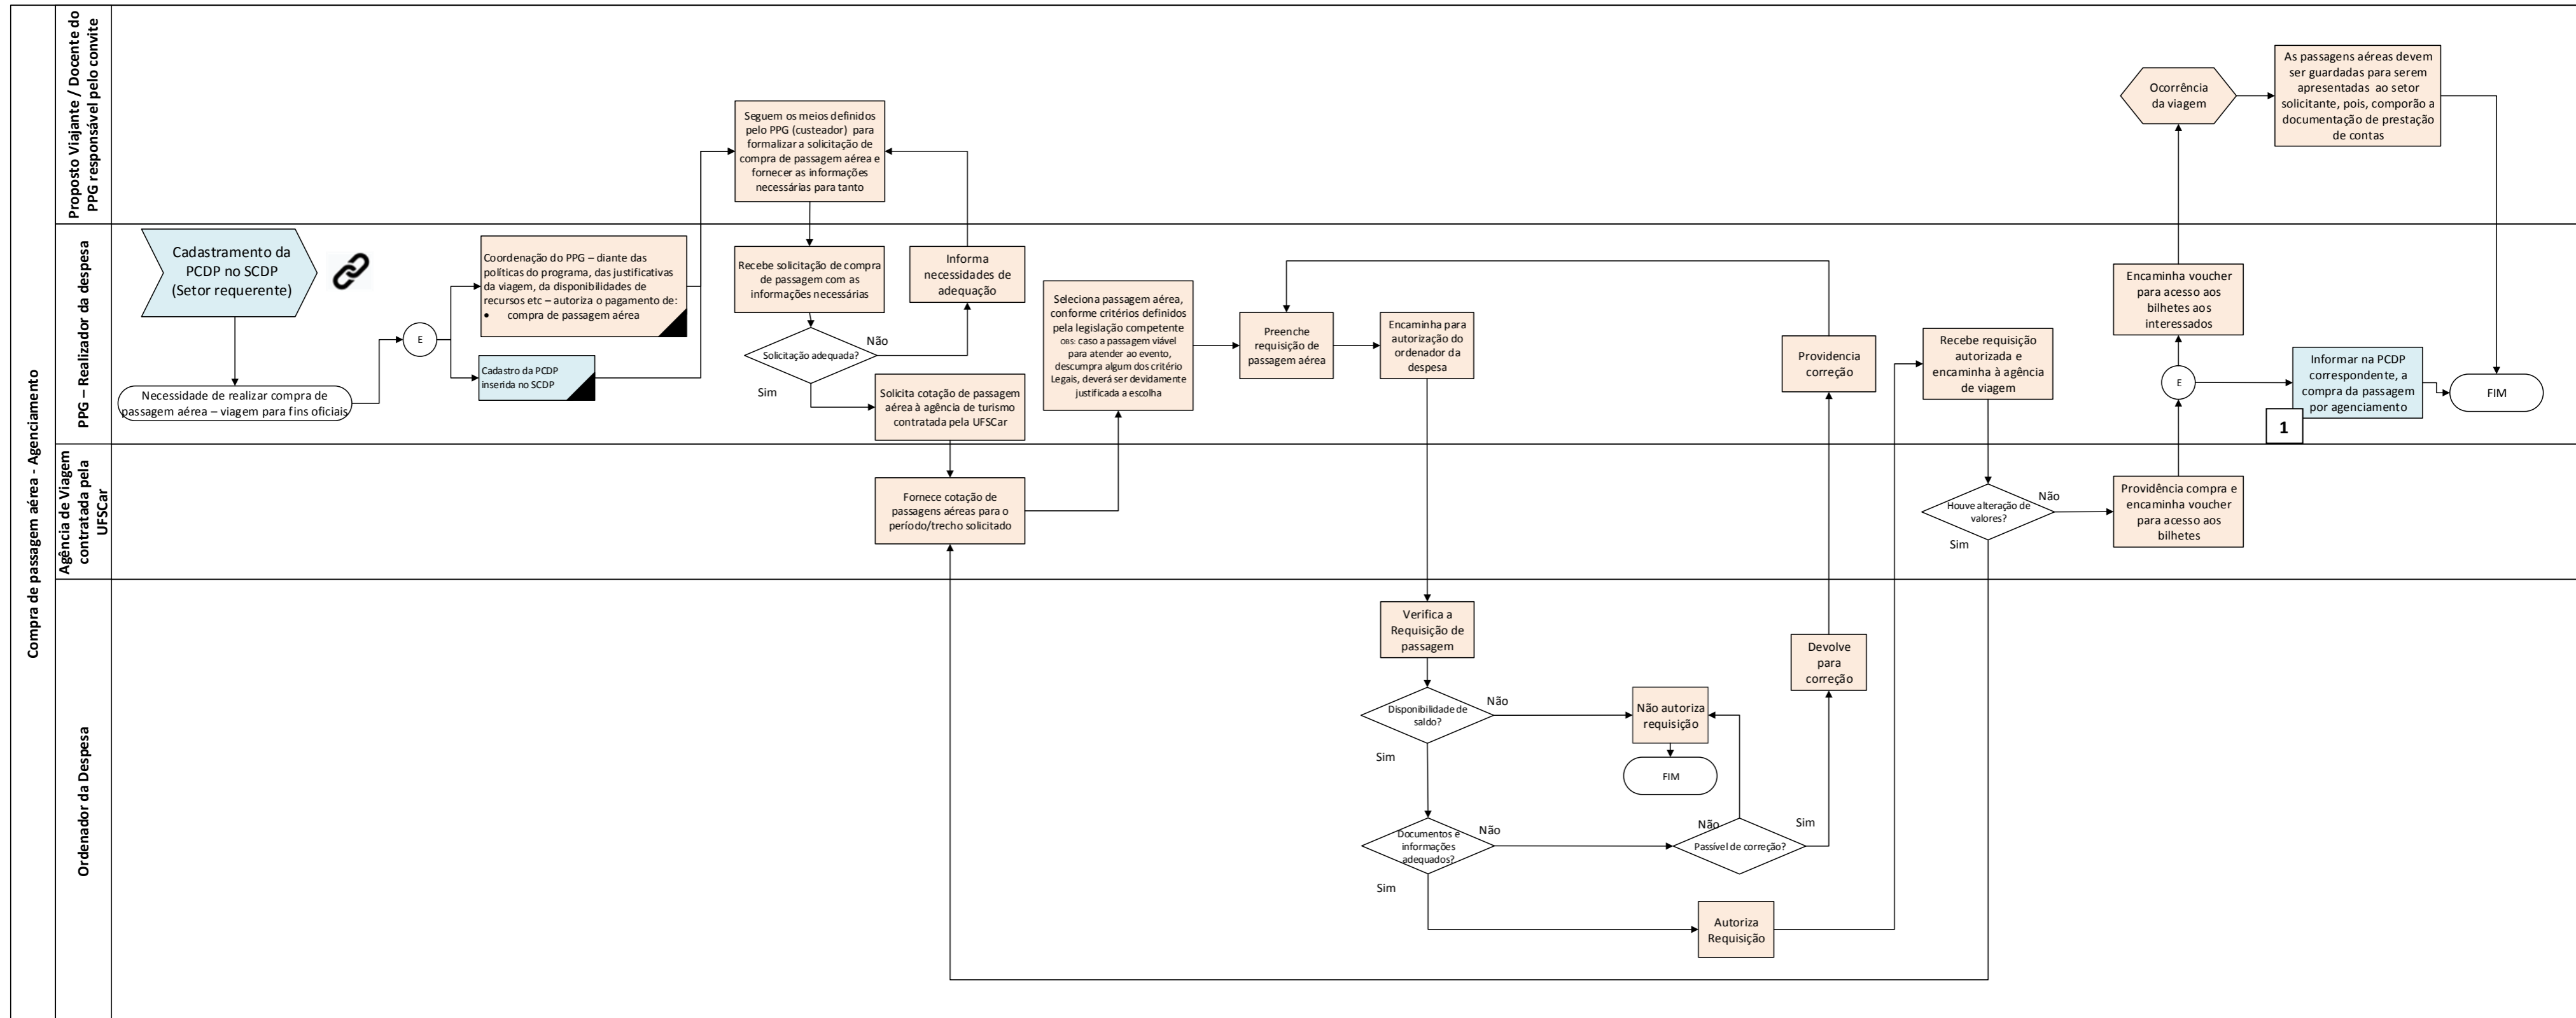 Compra de passagem aérea - Agenciamento
Proposto Viajante / Docente do
PPG responsável pelo convite
Seguem os meios definidos
pelo PPG (custeador) para
formalizar a solicitação de
compra de passagem aérea e
fornecer as informações
necessárias para tanto
Ocorrência
da viagem
As passagens aéreas devem
ser guardadas para serem
apresentadas ao setor
solicitante, pois, comporão a
documentação de prestação
de contas
PPG – Realizador da despesa
Cadastramento da
PCDP no SCDP
(Setor requerente)
Necessidade de realizar compra de
passagem aérea – viagem para fins oficiais
E
Coordenação do PPG – diante das
políticas do programa, das justificativas
da viagem, da disponibilidades de
recursos etc – autoriza o pagamento de:
• compra de passagem aérea
Cadastro da PCDP
inserida no SCDP
Recebe solicitação de compra
de passagem com as
informações necessárias
Solicitação adequada?
Não
Sim
Informa
necessidades de
adequação
Solicita cotação de passagem
aérea à agência de turismo
contratada pela UFSCar
Seleciona passagem aérea,
conforme critérios definidos
pela legislação competente
OBS: caso a passagem viável
para atender ao evento,
descumpra algum dos critério
Legais, deverá ser devidamente
justificada a escolha
Preenche
requisição de
passagem aérea
Encaminha para
autorização do
ordenador da
despesa
Providencia
correção
Recebe requisição
autorizada e
encaminha à agência
de viagem
Encaminha voucher
para acesso aos
bilhetes aos
interessados
E
Informar na PCDP
correspondente, a
compra da passagem
por agenciamento
1
FIM
Agência de Viagem
contratada pela
UFSCar
Fornece cotação de
passagens aéreas para o
período/trecho solicitado
Houve alteração de
valores?
Não
Sim
Providência compra e
encaminha voucher
para acesso aos
bilhetes
Ordenador da Despesa
Verifica a
Requisição de
passagem
Disponibilidade de
saldo?
Não
Sim
Não autoriza
requisição
FIM
Devolve
para
correção
Documentos e
informações
adequados?
Não
Sim
Passível de correção?
Não
Sim
Autoriza
Requisição